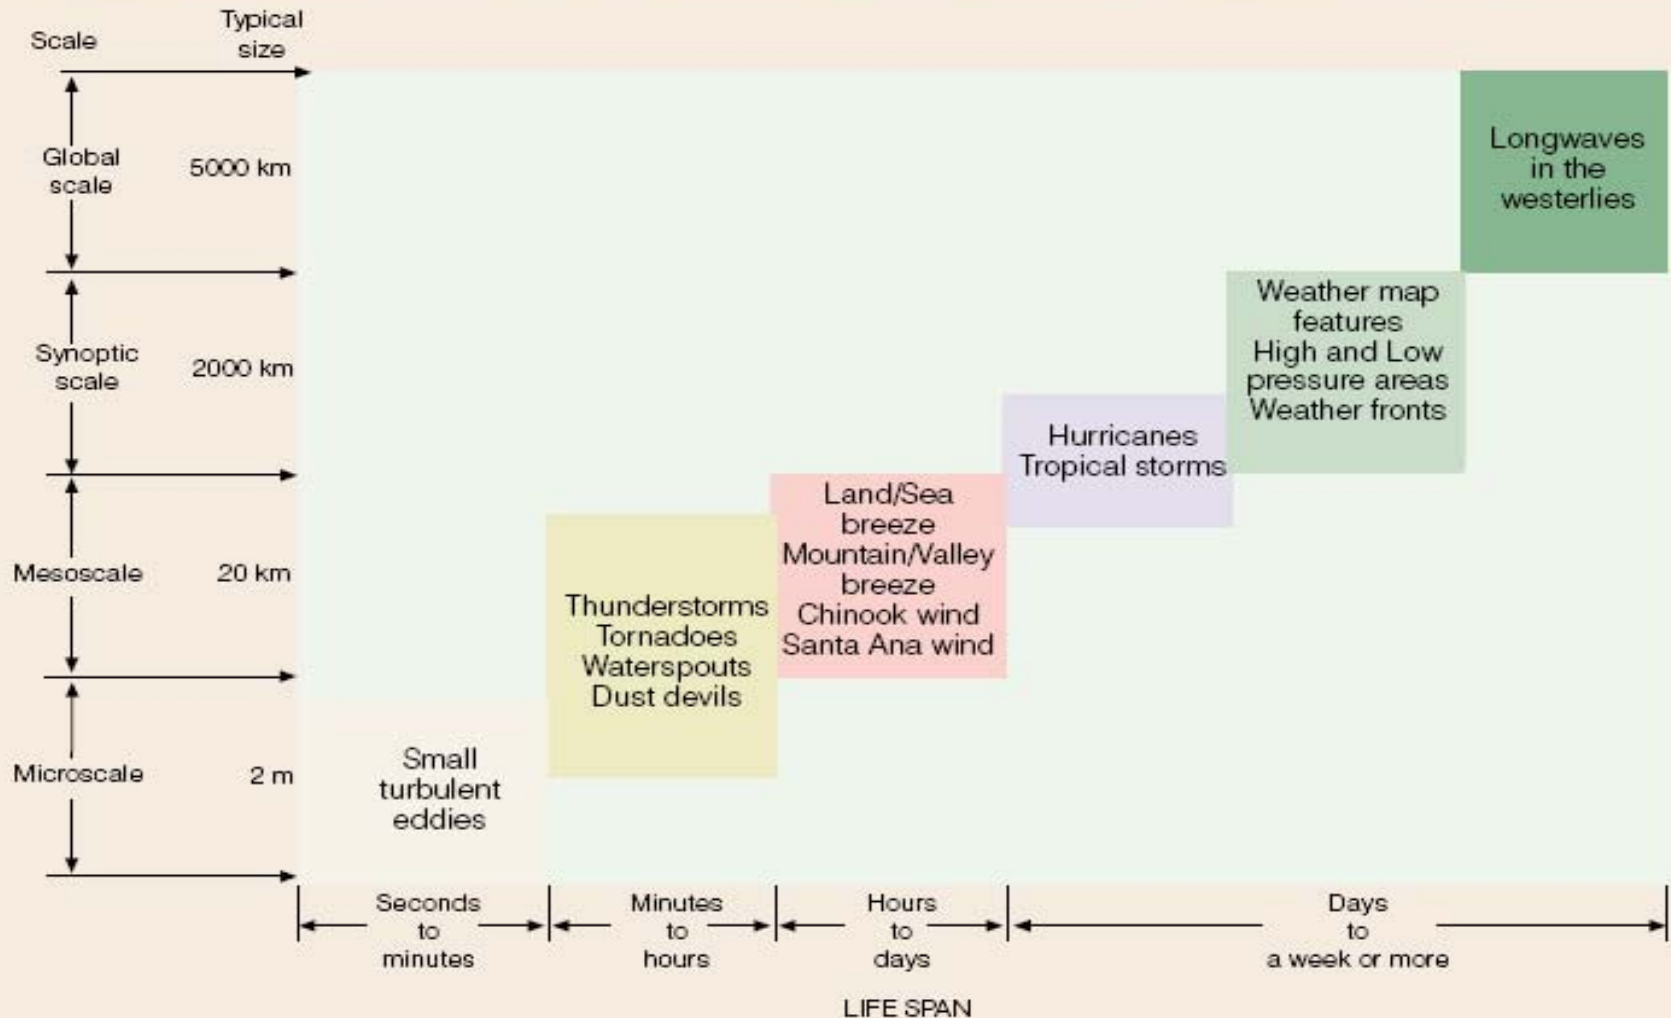 Scale
Typical
size
Global
scale
5000 km
Longwaves
in the
westerlies
Synoptic
scale
2000 km
Weather map
features
High and Low
pressure areas
Weather fronts
Hurricanes
Tropical storms
Mesoscale
20 km
Land/Sea
breeze
Mountain/Valley
breeze
Chinook wind
Santa Ana wind
Thunderstorms
Tornadoes
Waterspouts
Dust devils
Microscale
2 m
Small
turbulent
eddies
Seconds
to
minutes
Minutes
to
hours
Hours
to
days
Days
to
a week or more
LIFE SPAN